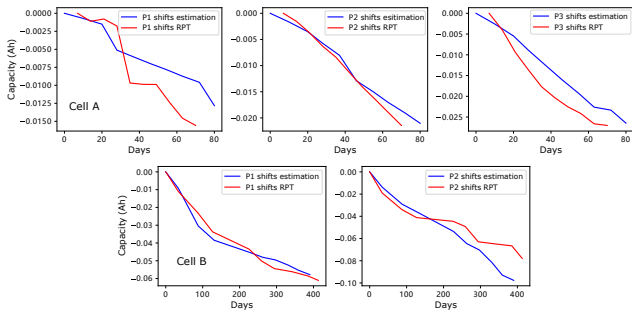 P1 shifts estimation
P1 shifts RPT
P2 shifts estimation
P2 shifts RPT
P3 shifts estimation
P3 shifts RPT
Capacity (Ah)
0.0000
−0.0025
−0.0050
−0.0075
−0.0100
−0.0125
−0.0150
Cell A
0 20 40 60 80
Days
0.000
−0.005
−0.010
−0.015
−0.020
0 20 40 60 80
Days
0.000
−0.005
−0.010
−0.015
−0.020
−0.025
0 20 40 60 80
Days
P1 shifts estimation
P1 shifts RPT
P2 shifts estimation
P2 shifts RPT
Capacity (Ah)
0.00
−0.01
−0.02
−0.03
−0.04
−0.05
−0.06
Cell B
0 100 200 300 400
Days
0.00
−0.02
−0.04
−0.06
−0.08
−0.10
0 100 200 300 400
Days